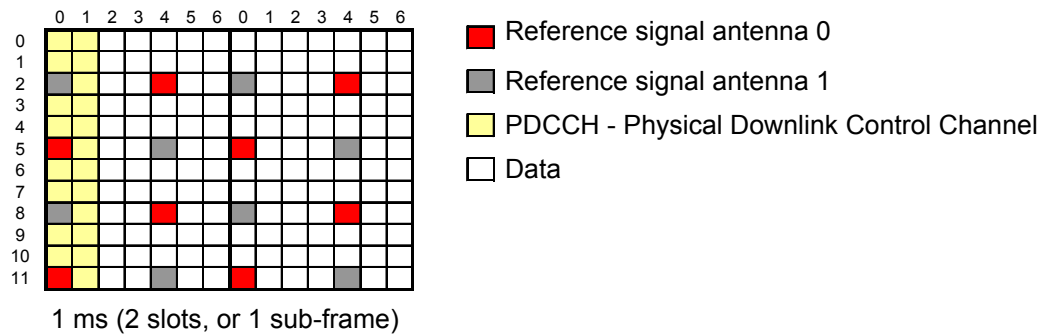 0 1 2 3 4 5 6 0 1 2 3 4 5 6
0
1
2
3
4
5
6
7
8
9
10
11
Reference signal antenna 0
Reference signal antenna 1
PDCCH - Physical Downlink Control Channel
Data
1 ms (2 slots, or 1 sub-frame)